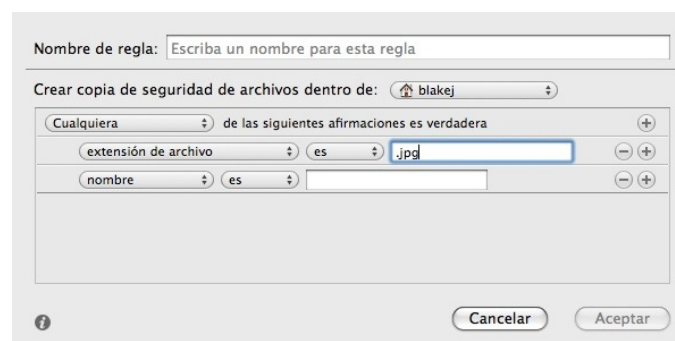 Nombre de regla: Escriba un nombre para esta regla
Crear copia de seguridad de archivos dentro de: blakej
Cualquiera de las siguientes afirmaciones es verdadera
extensión de archivo es .jpg
nombre es
Cancelar Aceptar